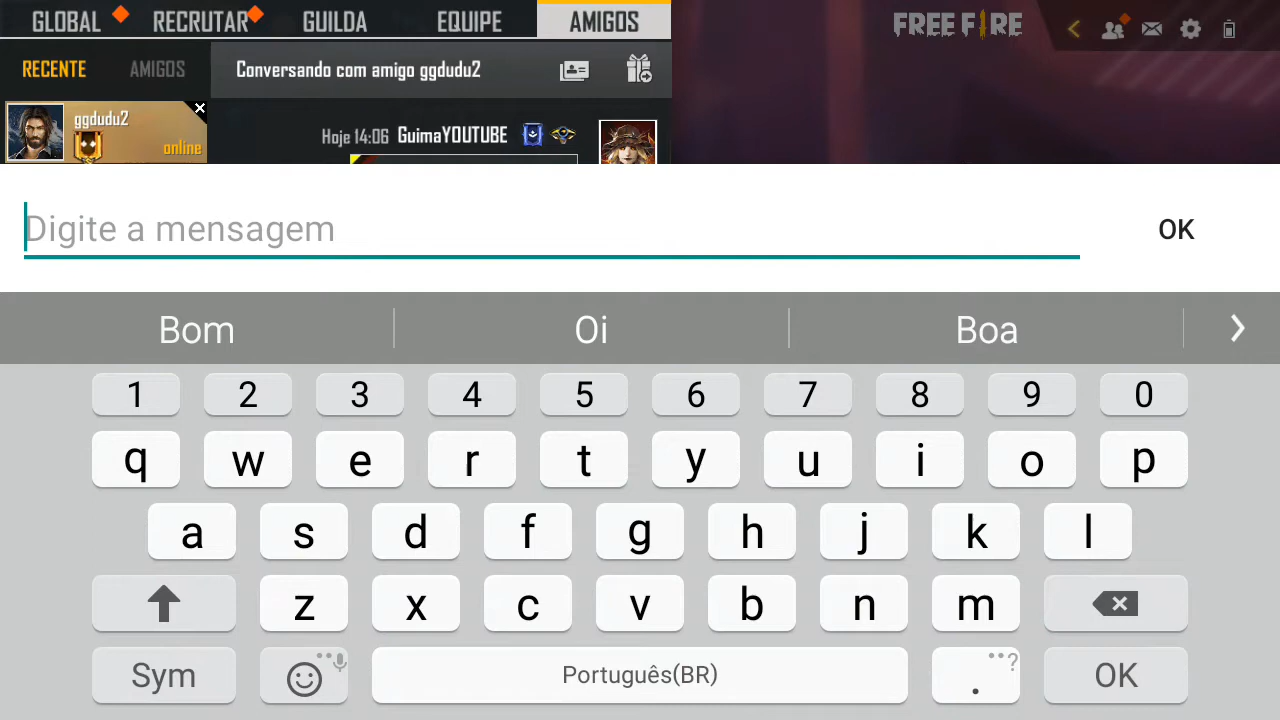 GLOBAL RECRUTAR GUILDA EQUIPE AMIGOS
FREE FIRE
RECENTE AMIGOS Conversando com amigo ggdudu2
ggdudu2
online
Hoje 14:06 GuimaYOUTUBE
Digite a mensagem OK
Bom Oi Boa
1 2 3 4 5 6 7 8 9 0
q w e r t y u i o p
a s d f g h j k l
z x c v b n m
Sym Português(BR) . ? OK